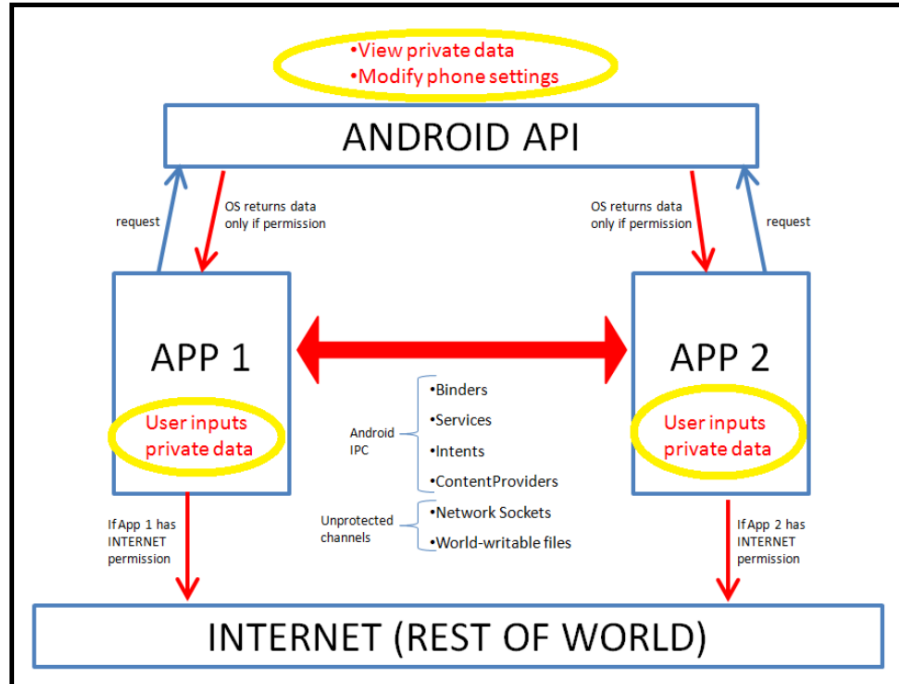 •View private data
•Modify phone settings
ANDROID API
request
OS returns data
only if permission
OS returns data
only if permission
request
APP 1
APP 2
User inputs
private data
User inputs
private data
Android
IPC
•Binders
•Services
•Intents
•ContentProviders
Unprotected
channels
•Network Sockets
•World-writable files
If App 1 has
INTERNET
permission
If App 2 has
INTERNET
permission
INTERNET (REST OF WORLD)